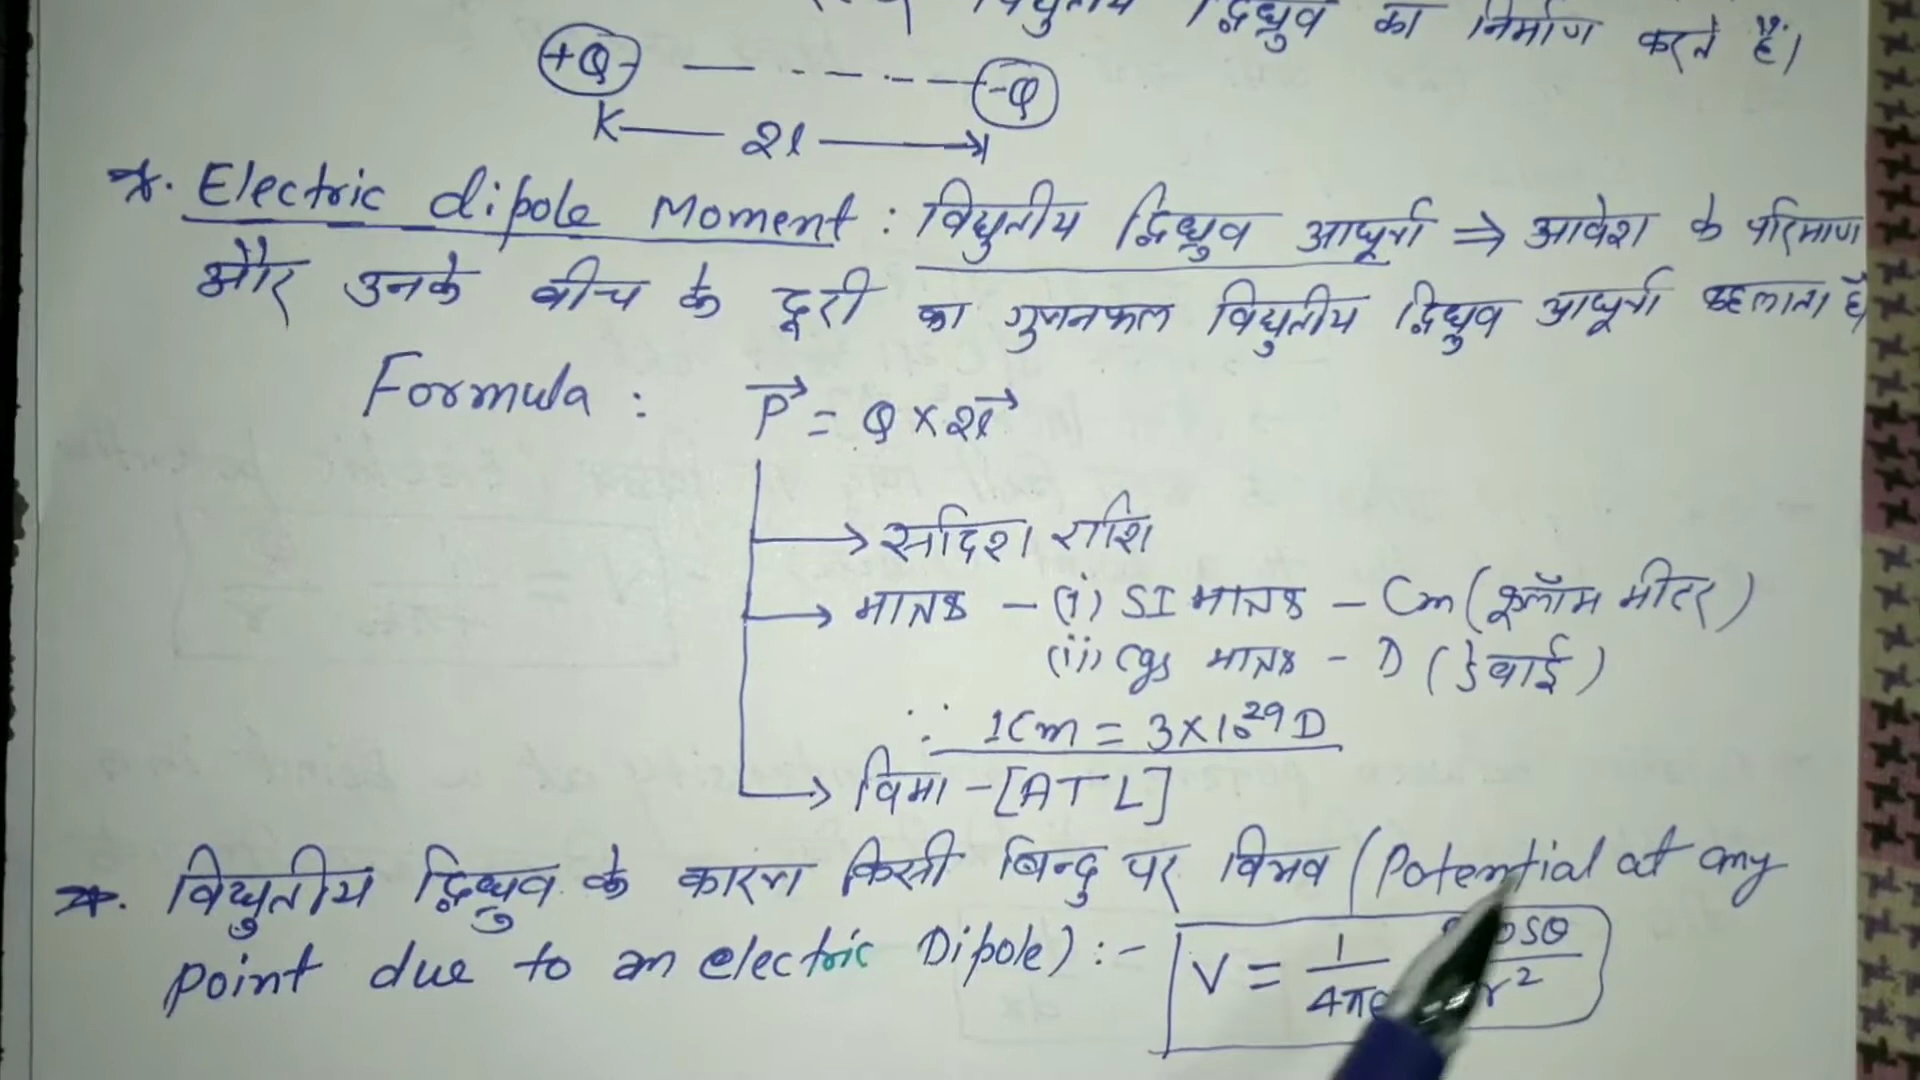 विद्युतीय द्विध्रुव का निर्माण करते हैं।
+Q -Q
2l
*. Electric dipole Moment : विद्युतीय द्विध्रुव आघूर्ण ⇒ आवेश के परिमाण
और उनके बीच के दूरी का गुणनफल विद्युतीय द्विध्रुव आघूर्ण कहलाता है
Formula : P⃗ = Q × 2l⃗
→ सदिश राशि
→ मात्रक – (i) SI मात्रक – Cm (कूलॉम मीटर)
(ii) Cgs मात्रक - D (डेबाई)
∵ 1Cm = 3×10²⁹ D
→ विमा - [ATL]
*. विद्युतीय द्विध्रुव के कारण किसी बिन्दु पर विभव (Potential at any
point due to an electric Dipole) :- V = 1/4π cosθ/r²